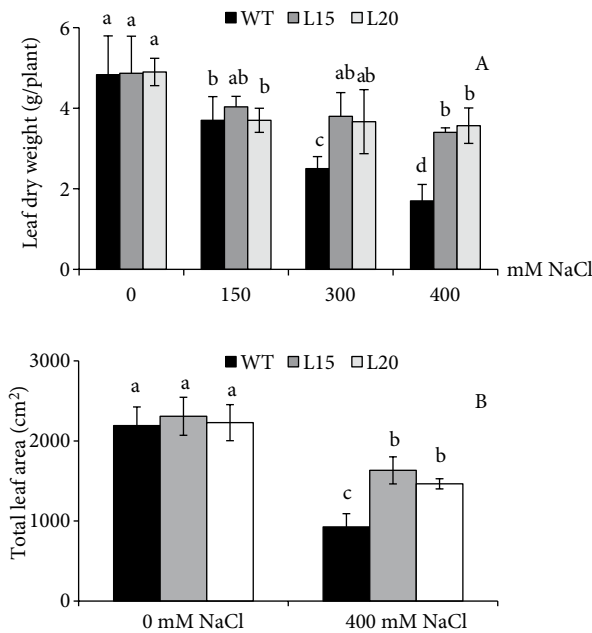 WT L15 L20
A
Leaf dry weight (g/plant)
6
4
2
0
a a a
b ab b
c ab ab
d b b
0 150 300 400
mM NaCl
WT L15 L20
B
Total leaf area (cm²)
3000
2000
1000
0
a a a
c b b
0 mM NaCl 400 mM NaCl